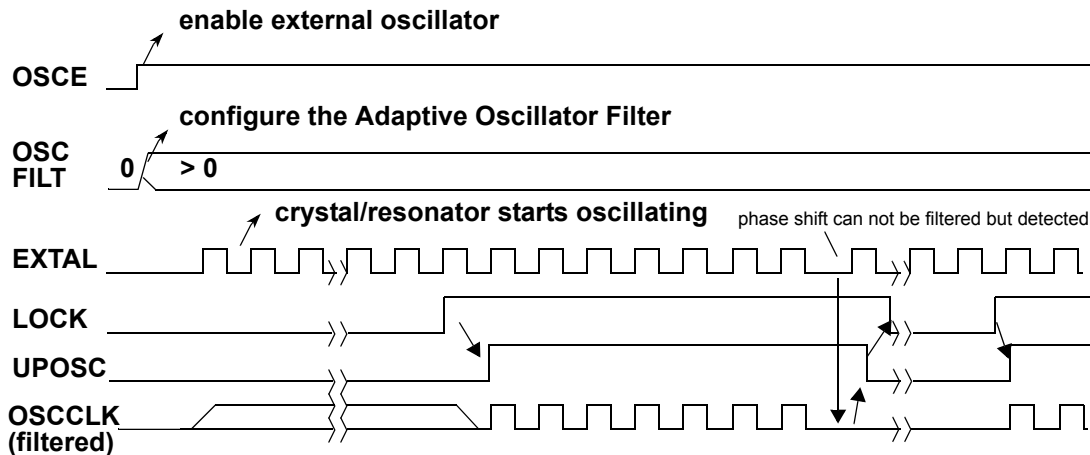 enable external oscillator
OSCE
configure the Adaptive Oscillator Filter
OSC
FILT
0 > 0
crystal/resonator starts oscillating
phase shift can not be filtered but detected
EXTAL
LOCK
UPOSC
OSCCLK
(filtered)